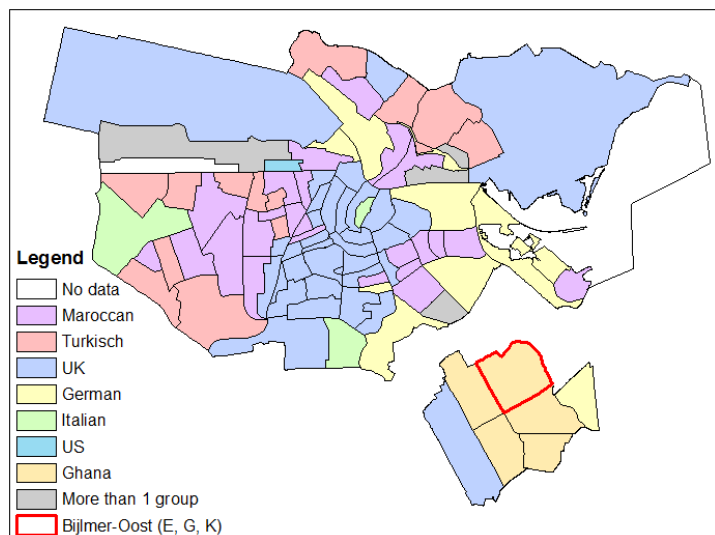 Legend
No data
Maroccan
Turkisch
UK
German
Italian
US
Ghana
More than 1 group
Bijlmer-Oost (E, G, K)